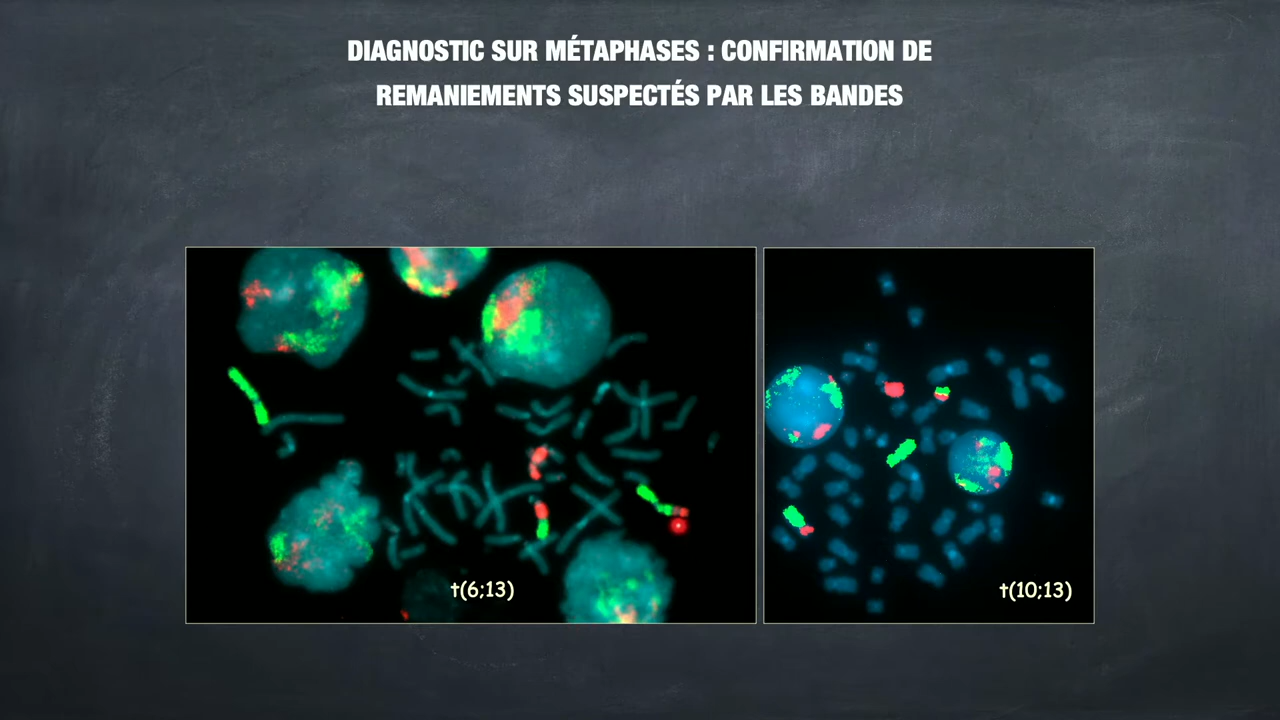 DIAGNOSTIC SUR MÉTAPHASES : CONFIRMATION DE
REMANIEMENTS SUSPECTÉS PAR LES BANDES
t(6;13)
t(10;13)